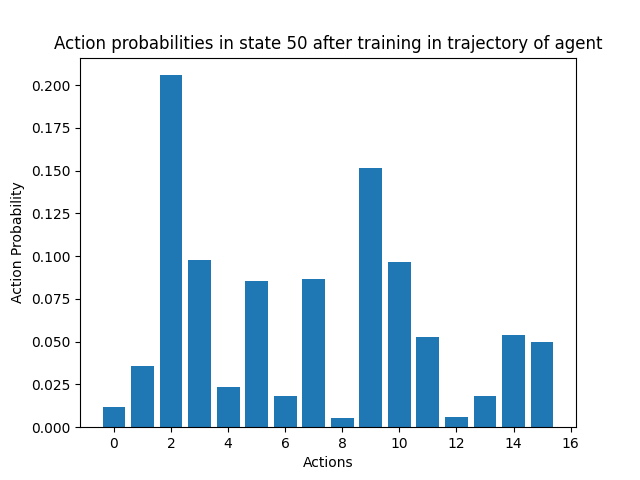 Action probabilities in state 50 after training in trajectory of agent
0.200
0.175
0.150
0.125
0.100
0.075
0.050
0.025
0.000
Action Probability
0 2 4 6 8 10 12 14 16
Actions